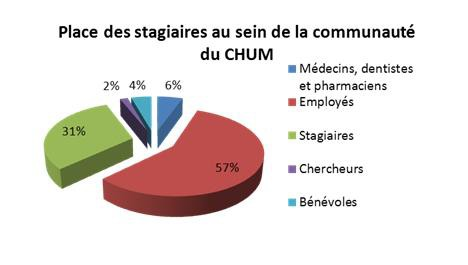 Place des stagiaires au sein de la communauté
du CHUM
2%
4%
6%
31%
57%
Médecins, dentistes
et pharmaciens
Employés
Stagiaires
Chercheurs
Bénévoles